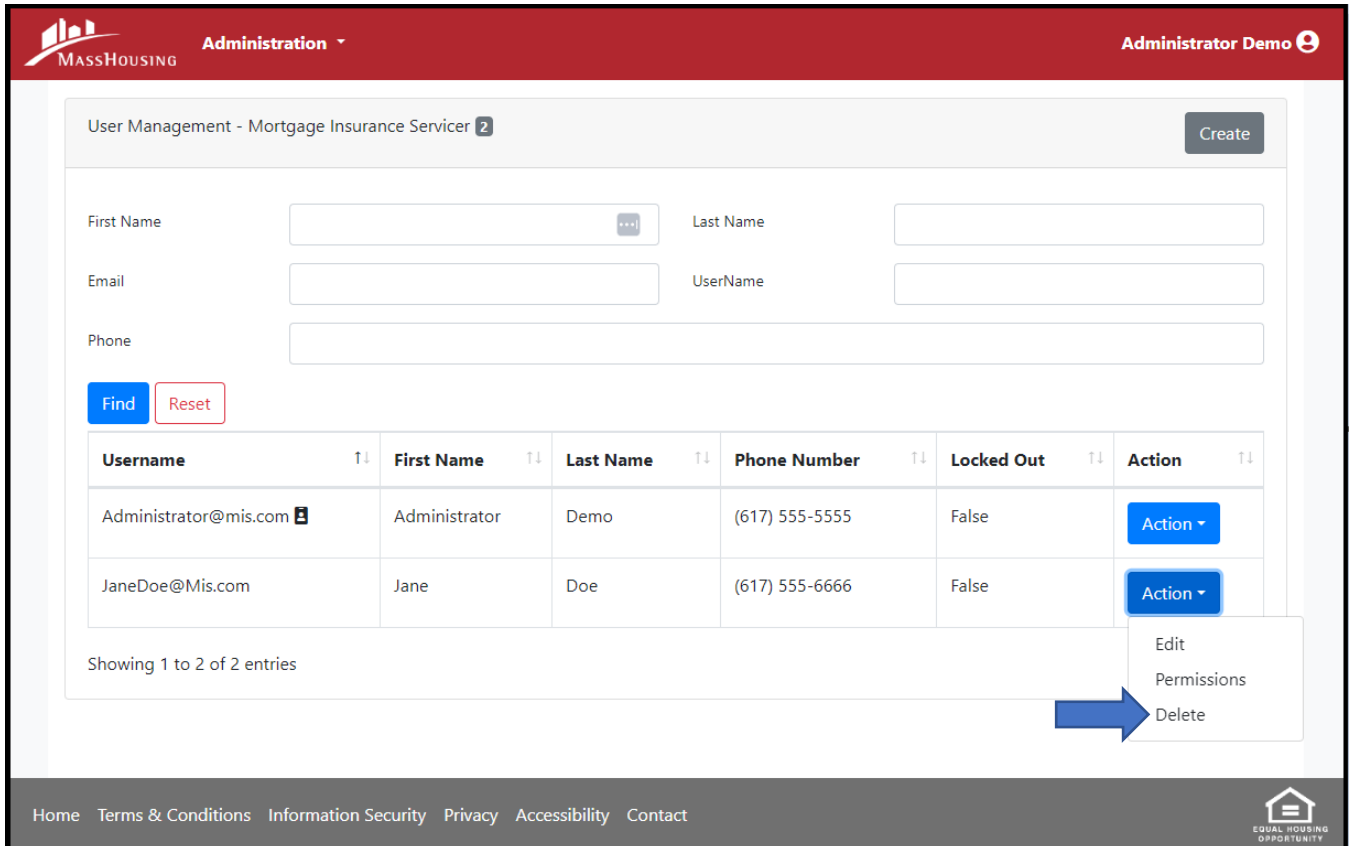 MASSHOUSING
Administration
Administrator Demo
User Management - Mortgage Insurance Servicer 2
Create
First Name
Last Name
Email
UserName
Phone
Find Reset
Username First Name Last Name Phone Number Locked Out Action
Administrator@mis.com Administrator Demo (617) 555-5555 False Action
JaneDoe@Mis.com Jane Doe (617) 555-6666 False Action
Showing 1 to 2 of 2 entries
Edit
Permissions
Delete
Home Terms & Conditions Information Security Privacy Accessibility Contact
EQUAL HOUSING
OPPORTUNITY